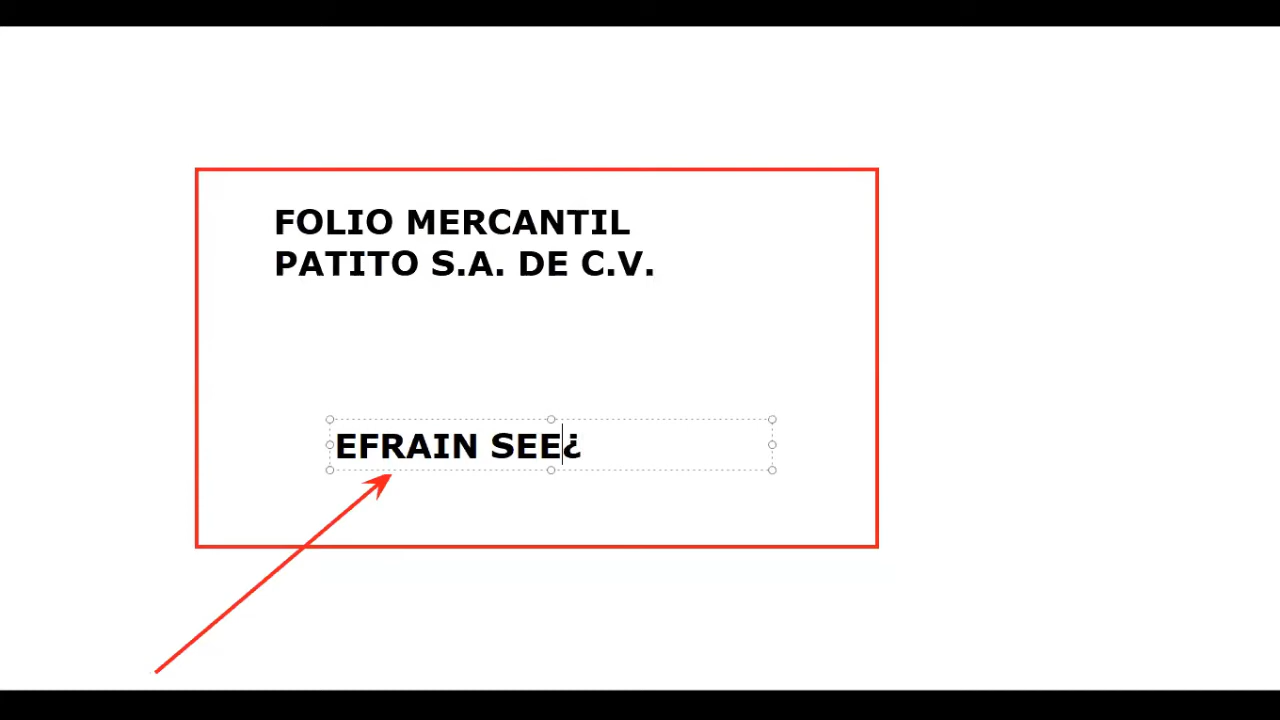 FOLIO MERCANTIL
PATITO S.A. DE C.V.
EFRAIN SEE¿